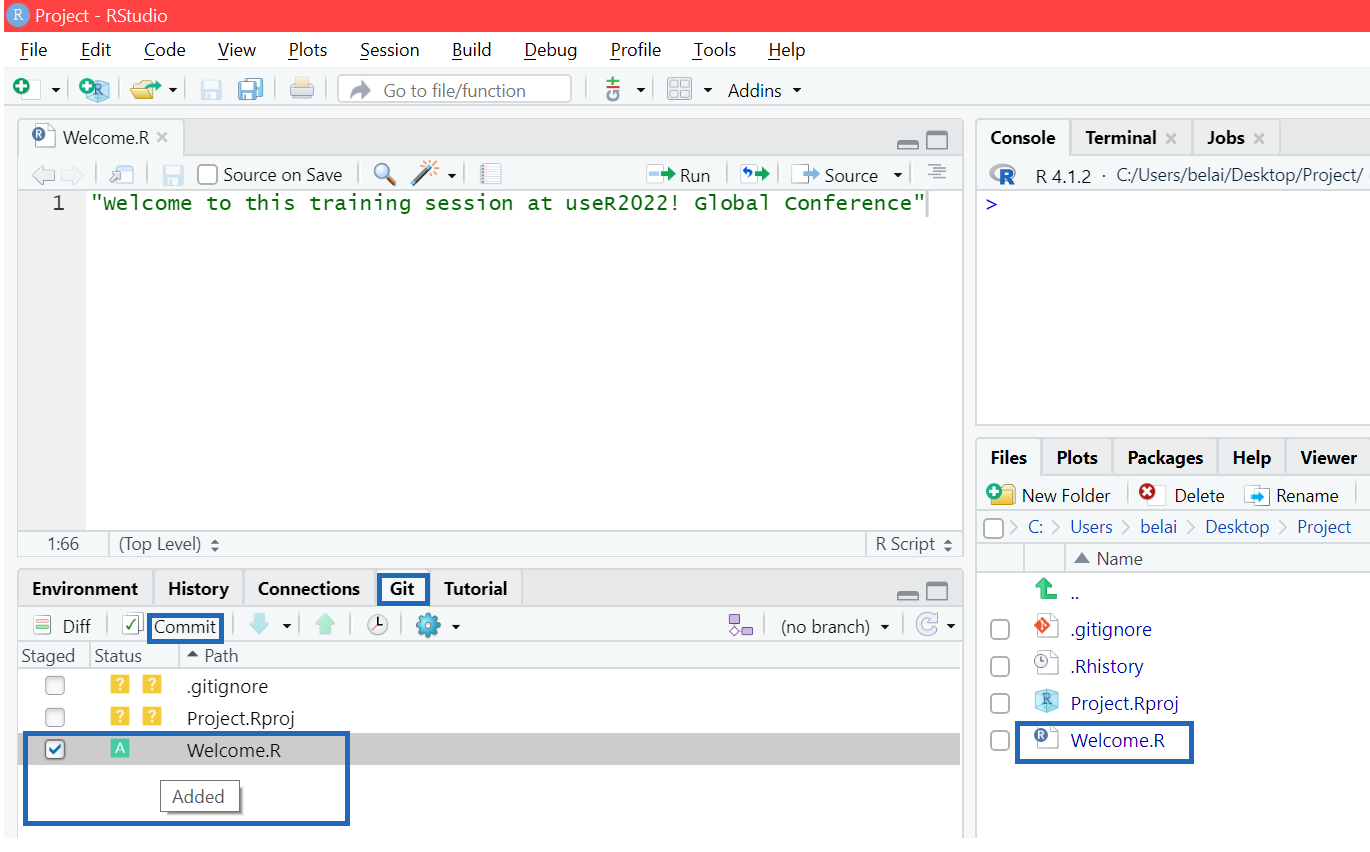 Project - RStudio
File Edit Code View Plots Session Build Debug Profile Tools Help
Go to file/function Addins
Welcome.R
Source on Save Run Source
1 "Welcome to this training session at useR2022! Global Conference"
1:66 (Top Level) R Script
Environment History Connections Git Tutorial
Diff Commit (no branch)
Staged Status Path
? ? .gitignore
? ? Project.Rproj
A Welcome.R
Added
Console Terminal Jobs
R 4.1.2 · C:/Users/belai/Desktop/Project/
>
Files Plots Packages Help Viewer
New Folder Delete Rename
C: Users belai Desktop Project
Name
..
.gitignore
.Rhistory
Project.Rproj
Welcome.R